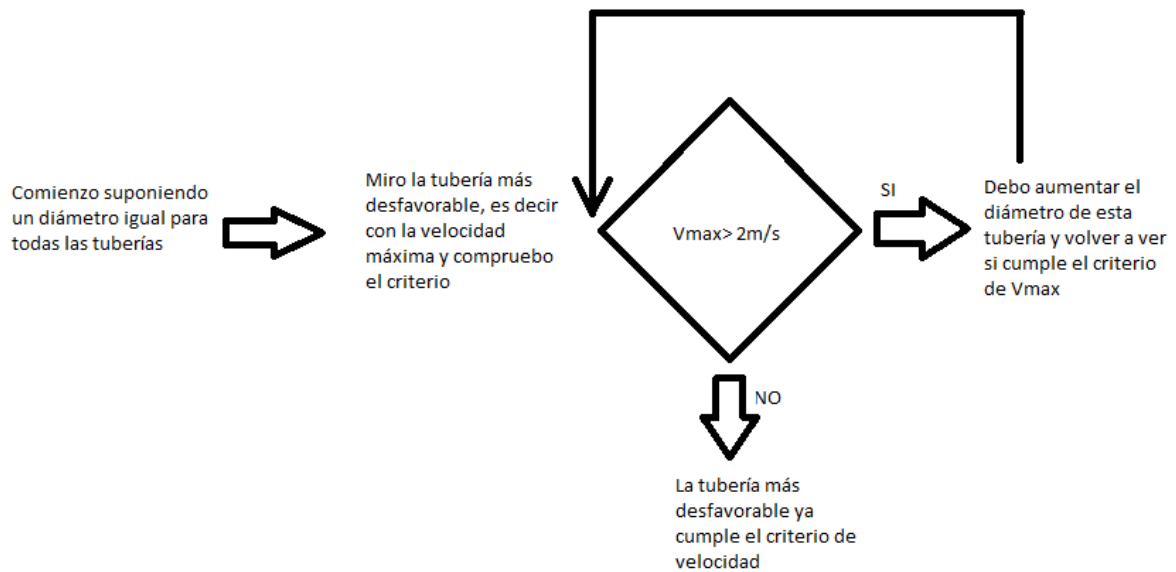 Comienzo suponiendo
un diámetro igual para
todas las tuberías
Miro la tubería más
desfavorable, es decir
con la velocidad
máxima y compruebo
el criterio
Vmax> 2m/s
SI
Debo aumentar el
diámetro de esta
tubería y volver a ver
si cumple el criterio
de Vmax
NO
La tubería más
desfavorable ya
cumple el criterio de
velocidad